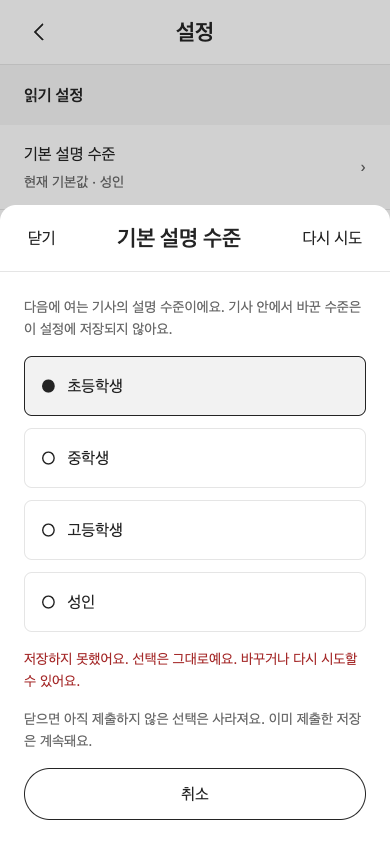 설정
읽기 설정
기본 설명 수준
현재 기본값 · 성인
닫기
기본 설명 수준
다시 시도
다음에 여는 기사의 설명 수준이에요. 기사 안에서 바꾼 수준은
이 설정에 저장되지 않아요.
초등학생
중학생
고등학생
성인
저장하지 못했어요. 선택은 그대로예요. 바꾸거나 다시 시도할
수 있어요.
닫으면 아직 제출하지 않은 선택은 사라져요. 이미 제출한 저장
은 계속돼요.
취소